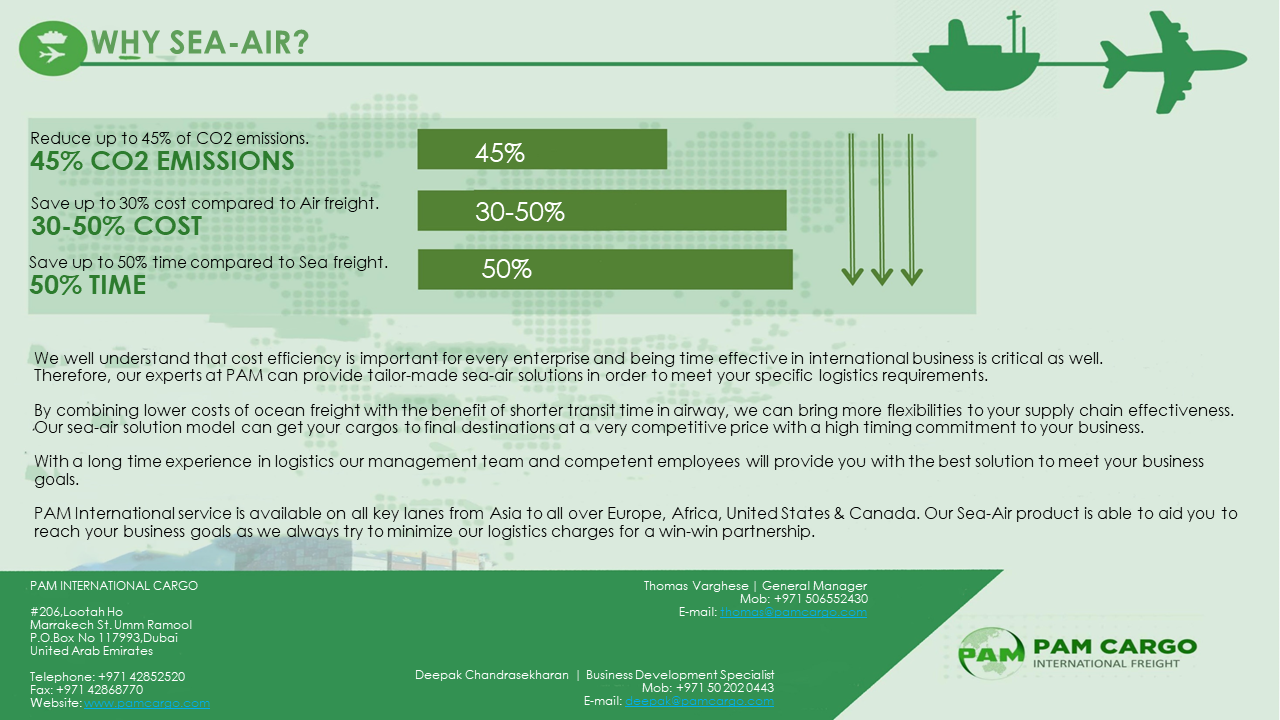 WHY SEA-AIR?
Reduce up to 45% of CO2 emissions.
45% CO2 EMISSIONS
45%
Save up to 30% cost compared to Air freight.
30-50% COST
30-50%
Save up to 50% time compared to Sea freight.
50% TIME
50%
We well understand that cost efficiency is important for every enterprise and being time effective in international business is critical as well.
Therefore, our experts at PAM can provide tailor-made sea-air solutions in order to meet your specific logistics requirements.
By combining lower costs of ocean freight with the benefit of shorter transit time in airway, we can bring more flexibilities to your supply chain effectiveness.
Our sea-air solution model can get your cargos to final destinations at a very competitive price with a high timing commitment to your business.
With a long time experience in logistics our management team and competent employees will provide you with the best solution to meet your business
goals.
PAM International service is available on all key lanes from Asia to all over Europe, Africa, United States & Canada. Our Sea-Air product is able to aid you to
reach your business goals as we always try to minimize our logistics charges for a win-win partnership.
PAM INTERNATIONAL CARGO
#206,Lootah Ho
Marrakech St. Umm Ramool
P.O.Box No 117993,Dubai
United Arab Emirates
Telephone: +971 42852520
Fax: +971 42868770
Website: www.pamcargo.com
Thomas Varghese | General Manager
Mob: +971 506552430
E-mail: thomas@pamcargo.com
Deepak Chandrasekharan | Business Development Specialist
Mob: +971 50 202 0443
E-mail: deepak@pamcargo.com
PAM
PAM CARGO
INTERNATIONAL FREIGHT